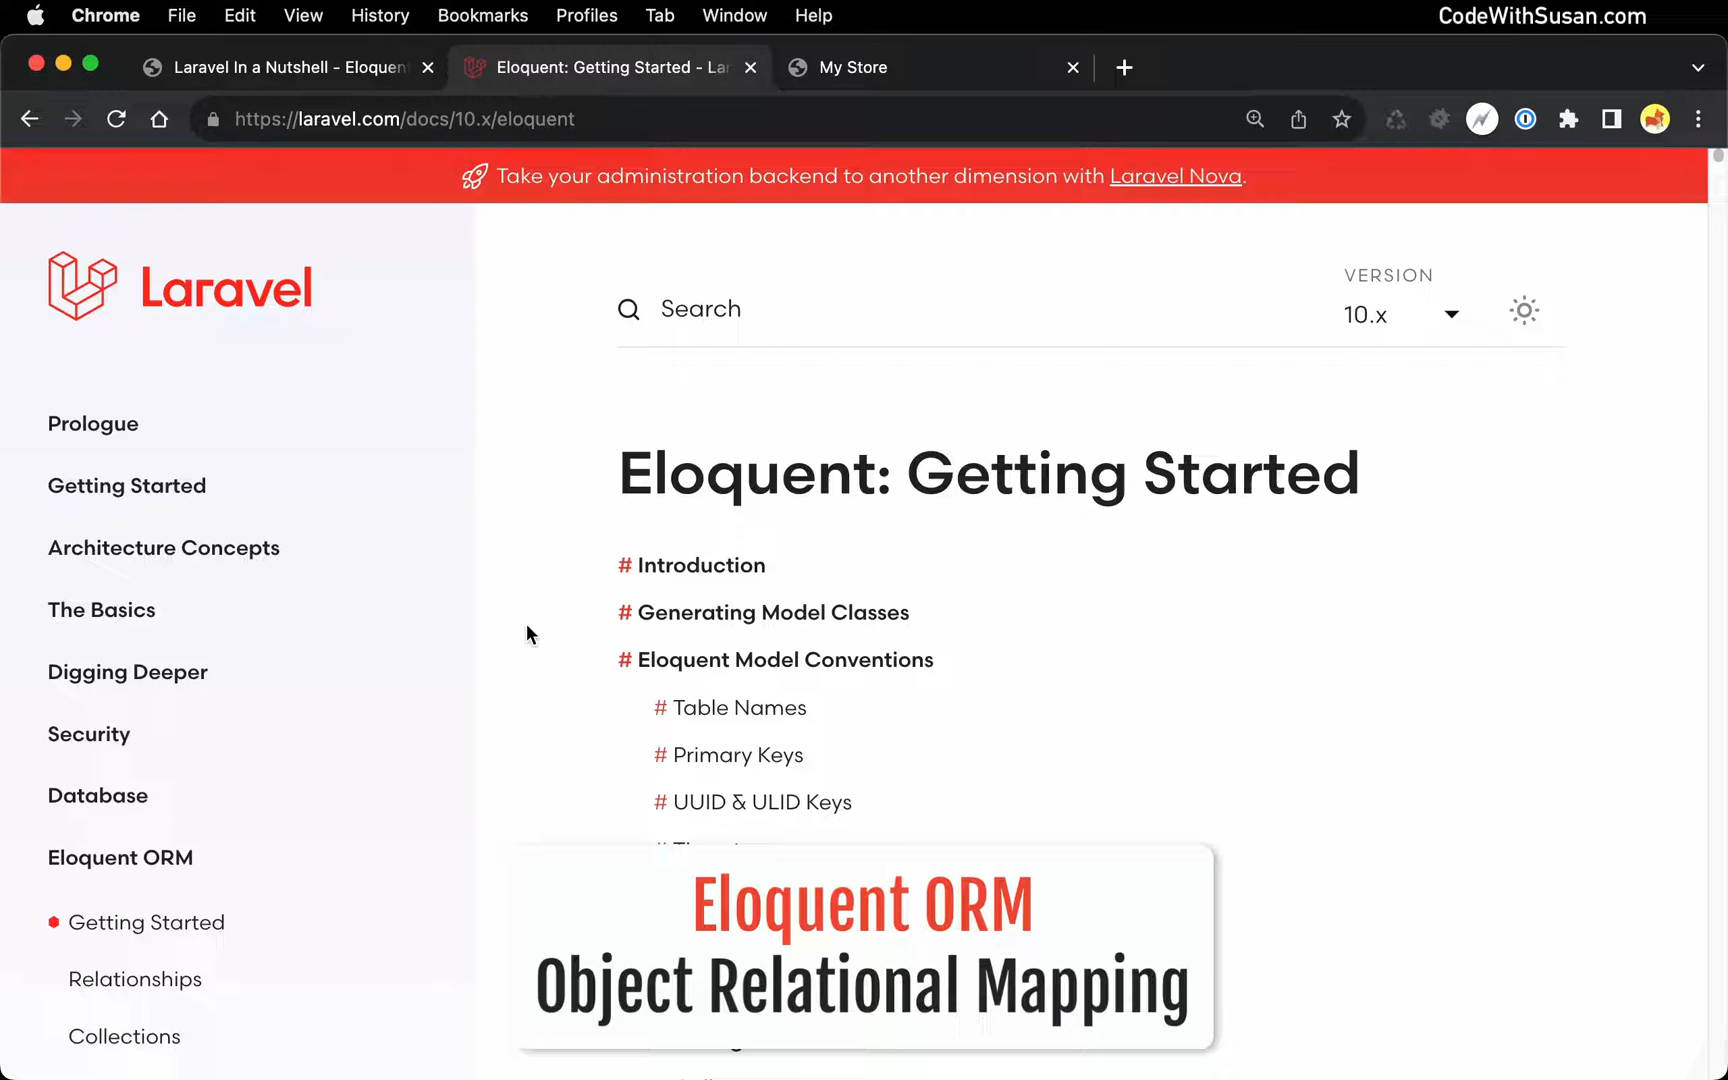 Chrome File Edit View History Bookmarks Profiles Tab Window Help CodeWithSusan.com
Laravel In a Nutshell - Eloquen Eloquent: Getting Started - La My Store
https://laravel.com/docs/10.x/eloquent
Take your administration backend to another dimension with Laravel Nova.
Laravel
Search
VERSION
10.x
Prologue
Getting Started
Architecture Concepts
The Basics
Digging Deeper
Security
Database
Eloquent ORM
Getting Started
Relationships
Collections
Eloquent: Getting Started
# Introduction
# Generating Model Classes
# Eloquent Model Conventions
# Table Names
# Primary Keys
# UUID & ULID Keys
Eloquent ORM
Object Relational Mapping